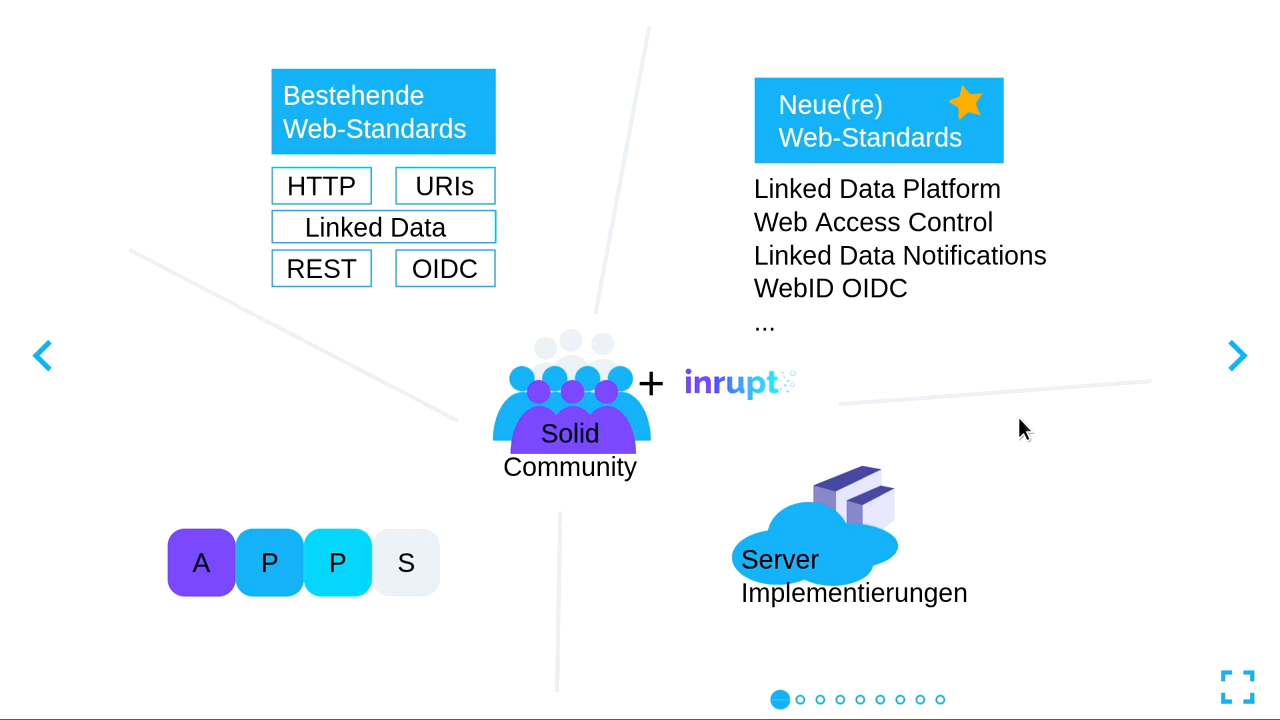 Bestehende
Web-Standards
HTTP
URIs
Linked Data
REST
OIDC
Neue(re)
Web-Standards
Linked Data Platform
Web Access Control
Linked Data Notifications
WebID OIDC
...
+
inrupt
Solid
Community
A
P
P
S
Server
Implementierungen